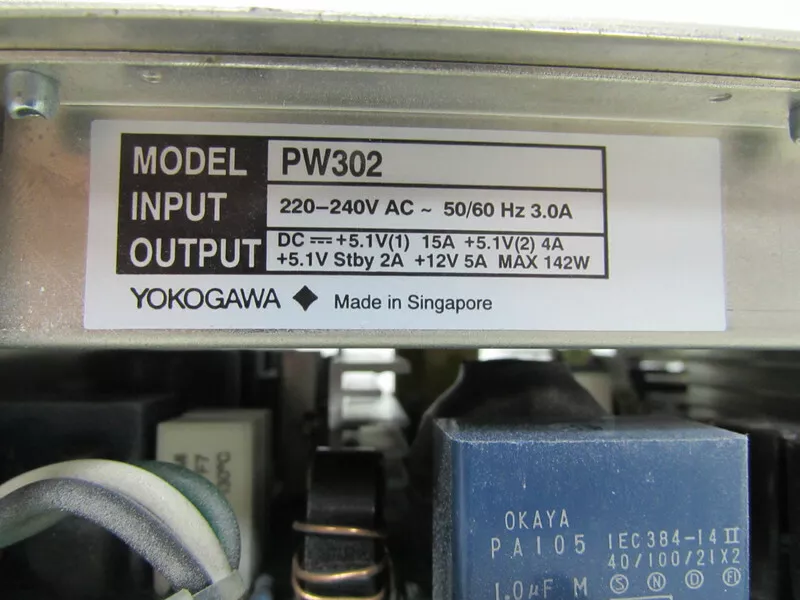 MODEL PW302
INPUT 220–240V AC ~ 50/60 Hz 3.0A
OUTPUT DC ⎓ +5.1V(1) 15A +5.1V(2) 4A
+5.1V Stby 2A +12V 5A MAX 142W
YOKOGAWA ◆ Made in Singapore
OKAYA
PA105 IEC384-14 II
40/100/21X2
1.0µF M Ⓢ Ⓝ Ⓓ FI